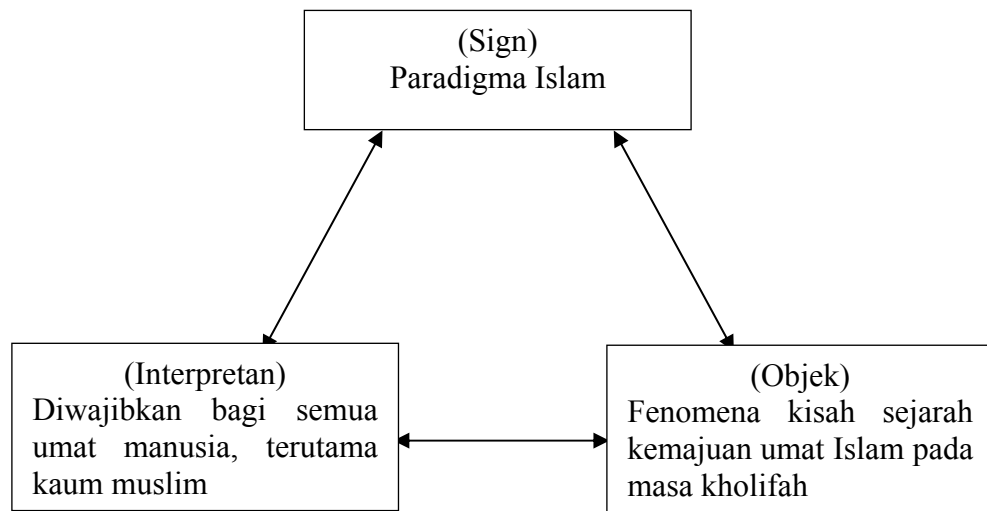 (Sign)
Paradigma Islam
(Interpretan)
Diwajibkan bagi semua
umat manusia, terutama
kaum muslim
(Objek)
Fenomena kisah sejarah
kemajuan umat Islam pada
masa kholifah